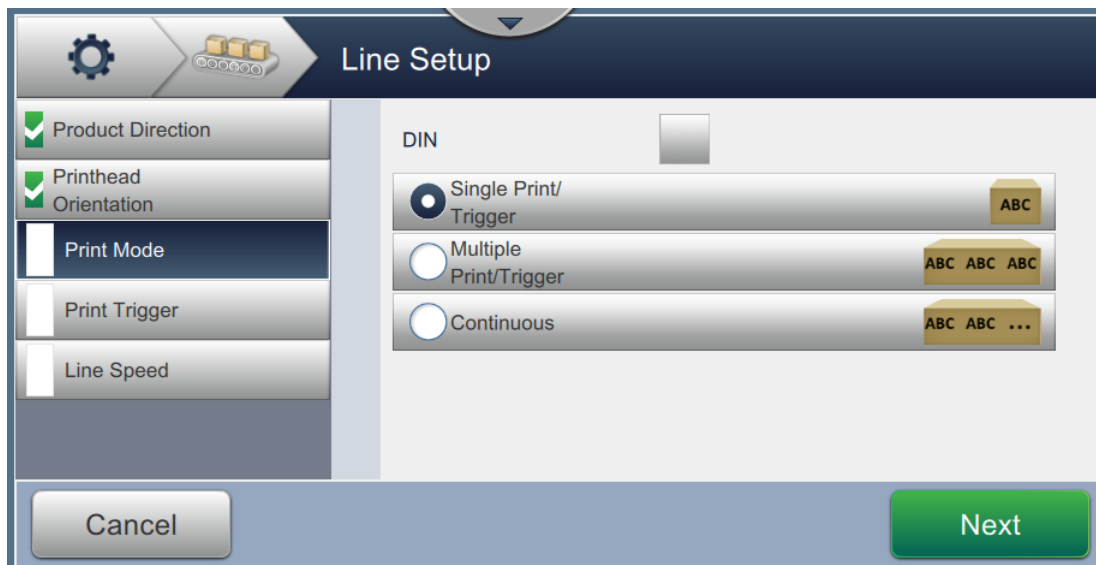 Line Setup
Product Direction
Printhead
Orientation
Print Mode
Print Trigger
Line Speed
DIN
Single Print/
Trigger
ABC
Multiple
Print/Trigger
ABC ABC ABC
Continuous
ABC ABC ...
Cancel
Next